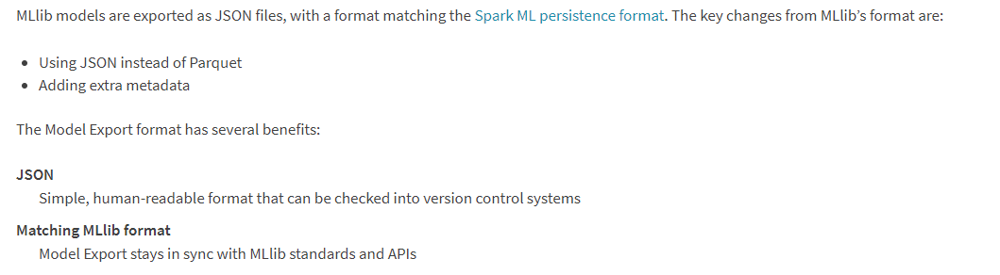 MLlib models are exported as JSON files, with a format matching the Spark ML persistence format. The key changes from MLlib’s format are:
• Using JSON instead of Parquet
• Adding extra metadata
The Model Export format has several benefits:
JSON
Simple, human-readable format that can be checked into version control systems
Matching MLlib format
Model Export stays in sync with MLlib standards and APIs